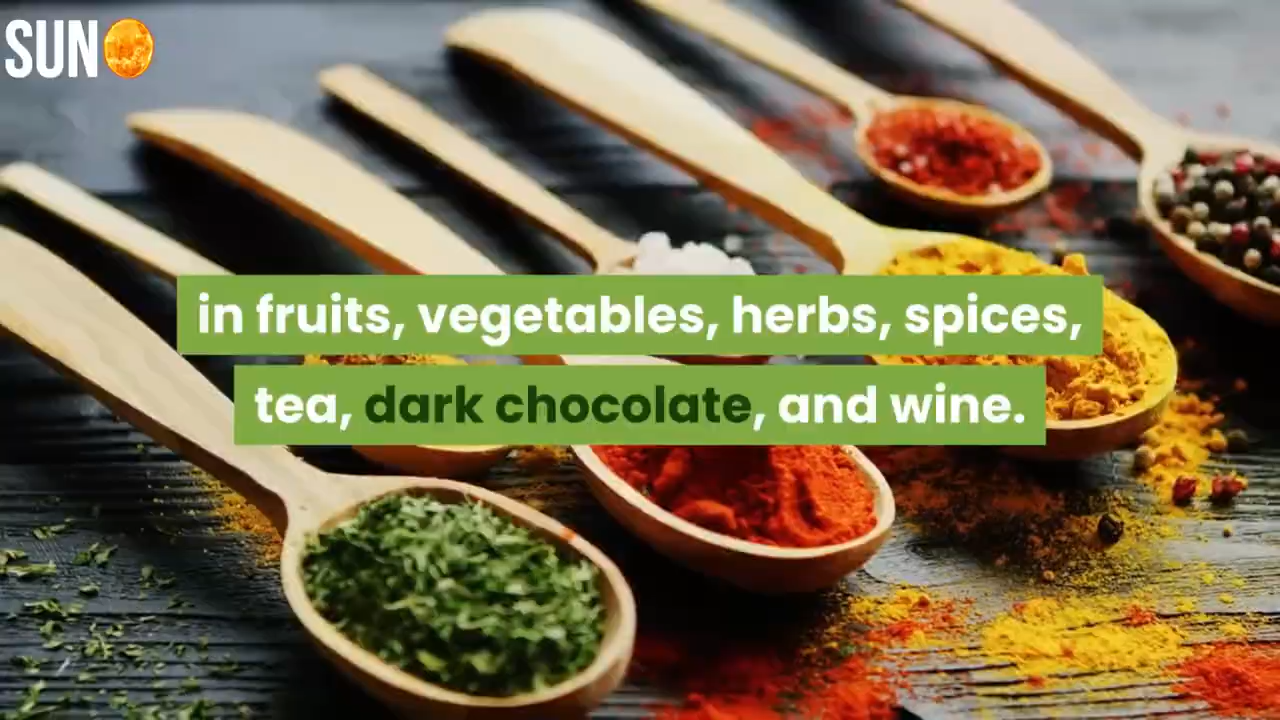 SUN
in fruits, vegetables, herbs, spices,
tea, dark chocolate, and wine.